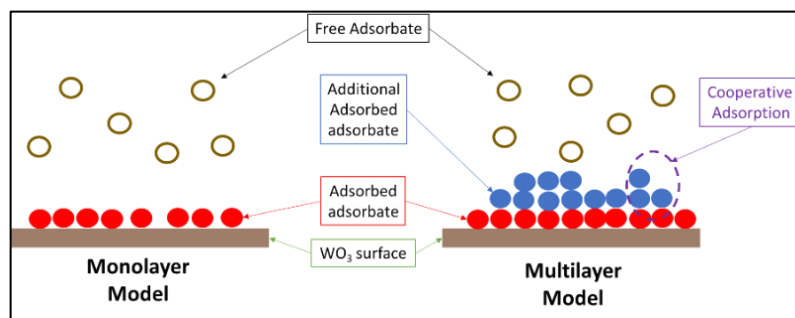 Free Adsorbate
Additional
Adsorbed
adsorbate
Cooperative
Adsorption
Adsorbed
adsorbate
WO₃ surface
Monolayer
Model
Multilayer
Model